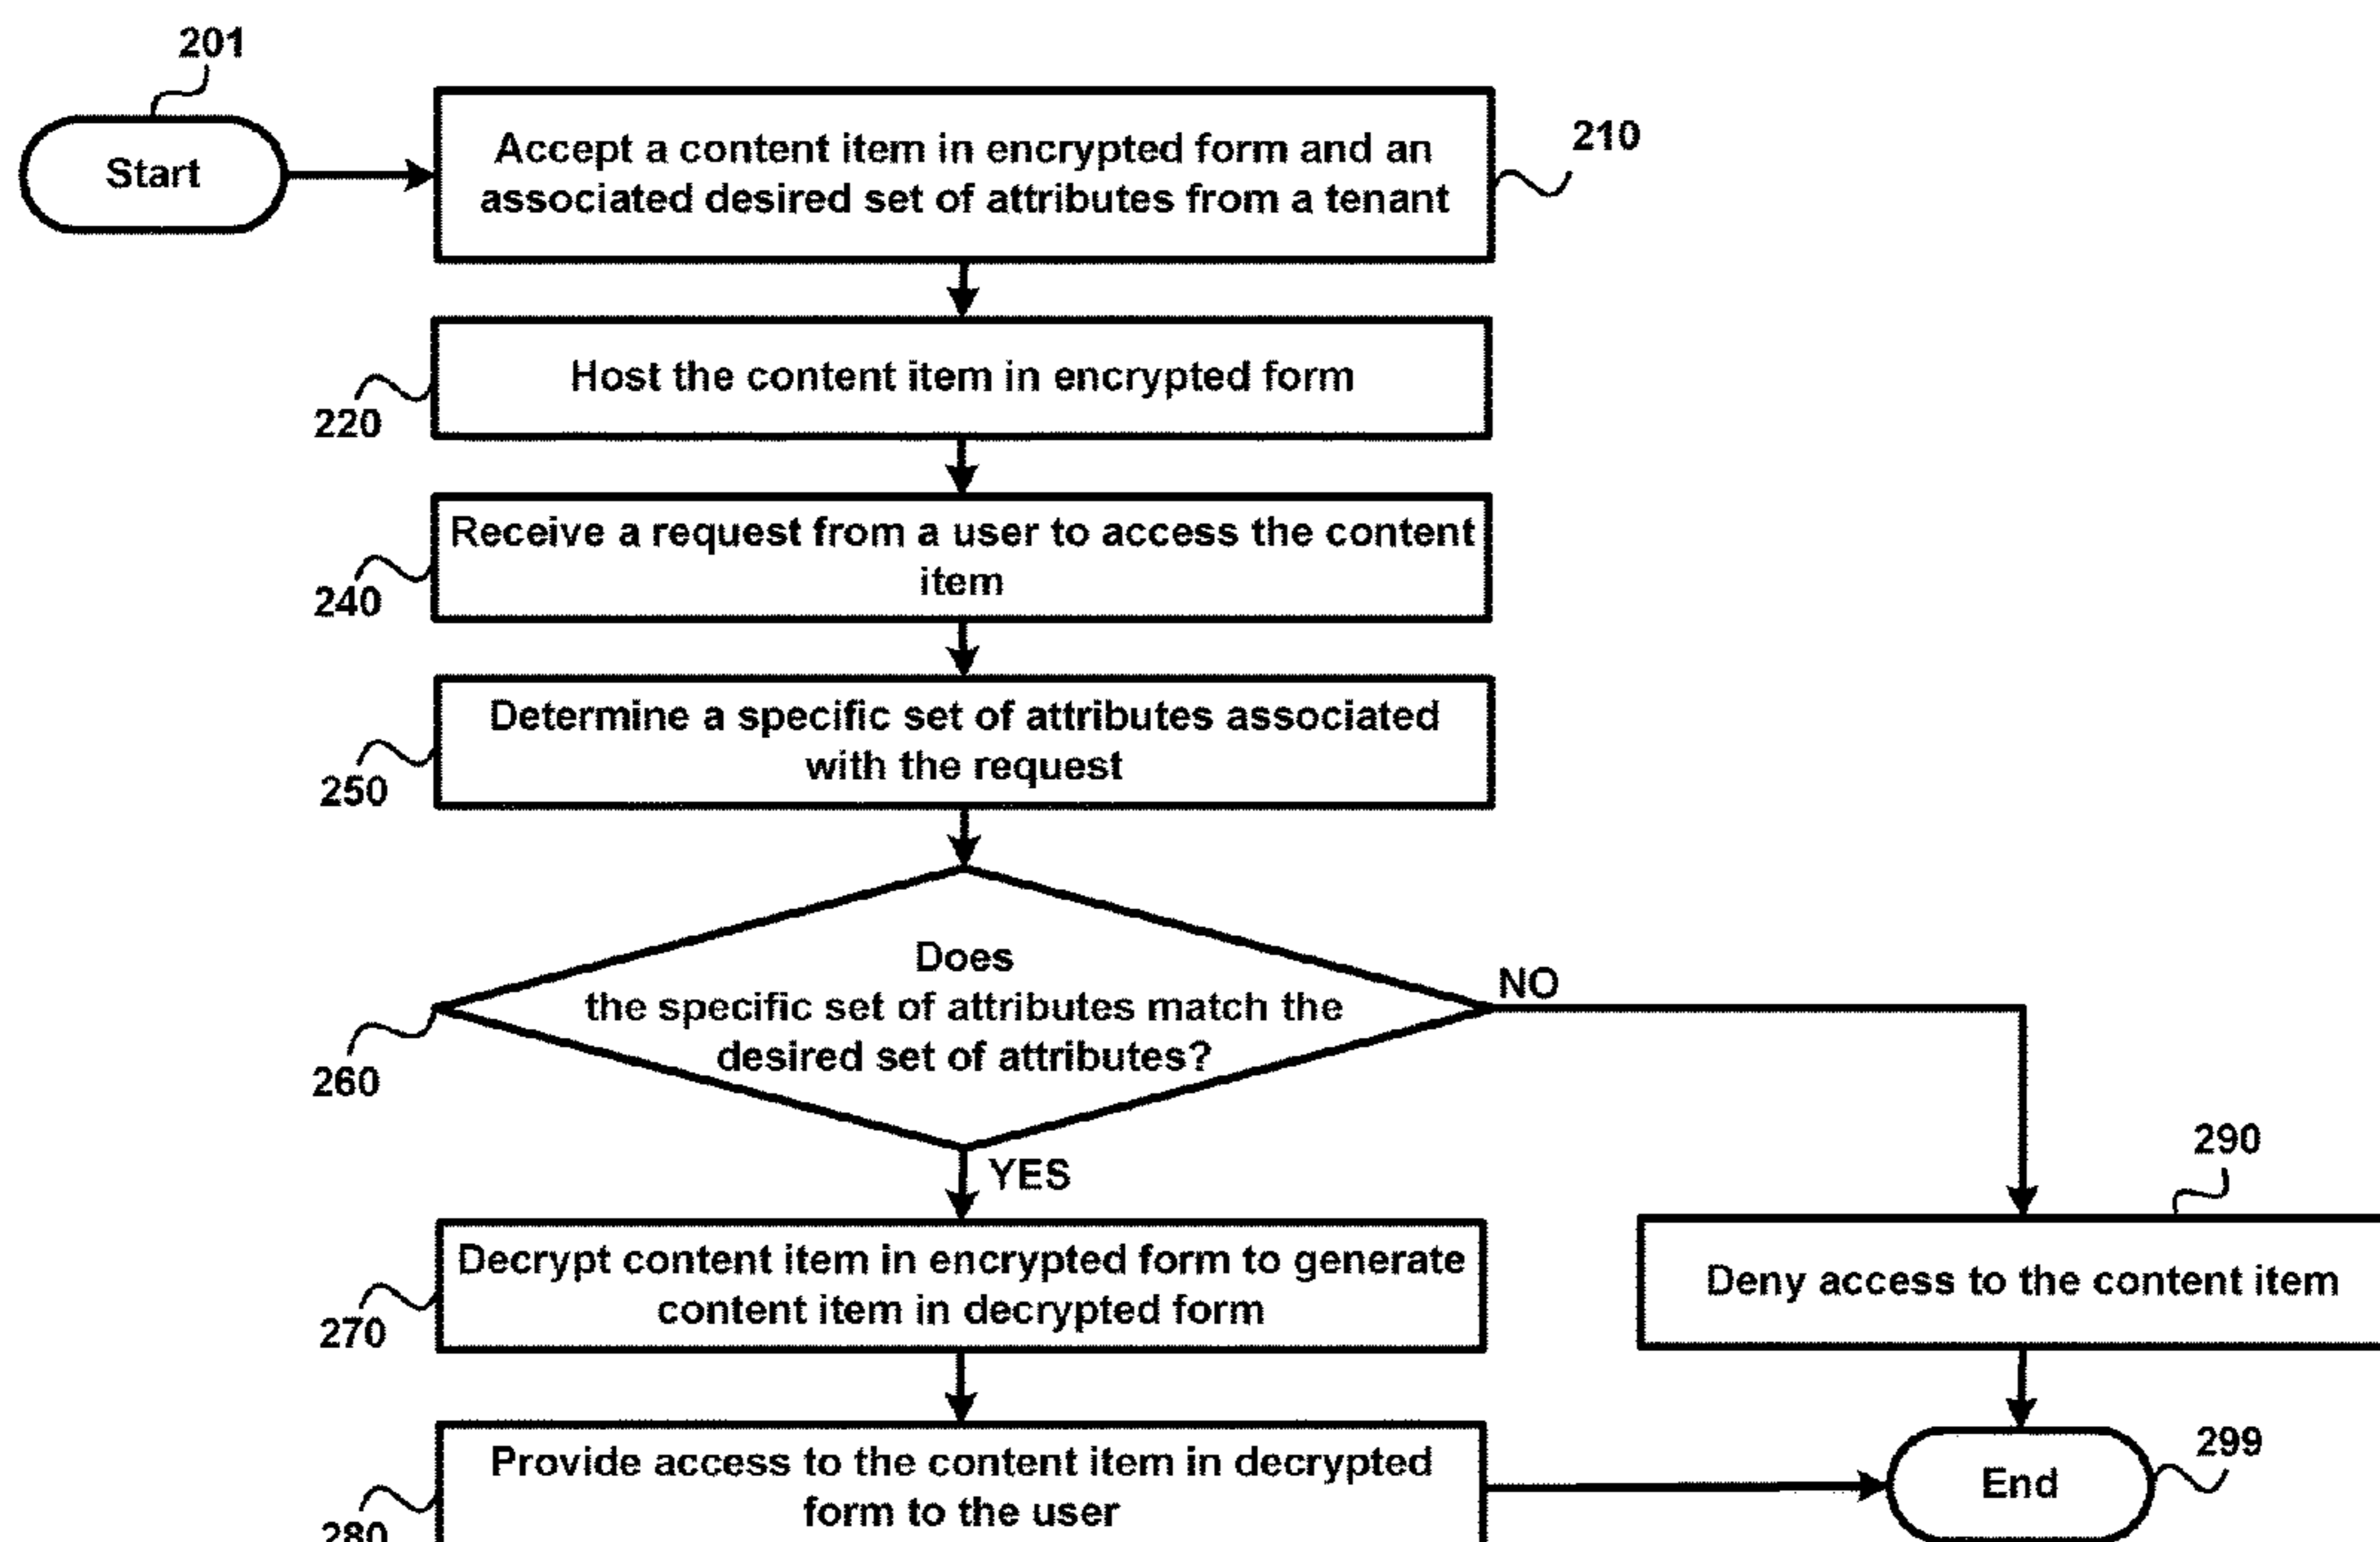 201
Start
Accept a content item in encrypted form and an
associated desired set of attributes from a tenant
210
Host the content item in encrypted form
220
Receive a request from a user to access the content
item
240
Determine a specific set of attributes associated
with the request
250
Does
the specific set of attributes match the
desired set of attributes?
NO
260
YES
290
Decrypt content item in encrypted form to generate
content item in decrypted form
270
Deny access to the content item
Provide access to the content item in decrypted
form to the user
280
End
299